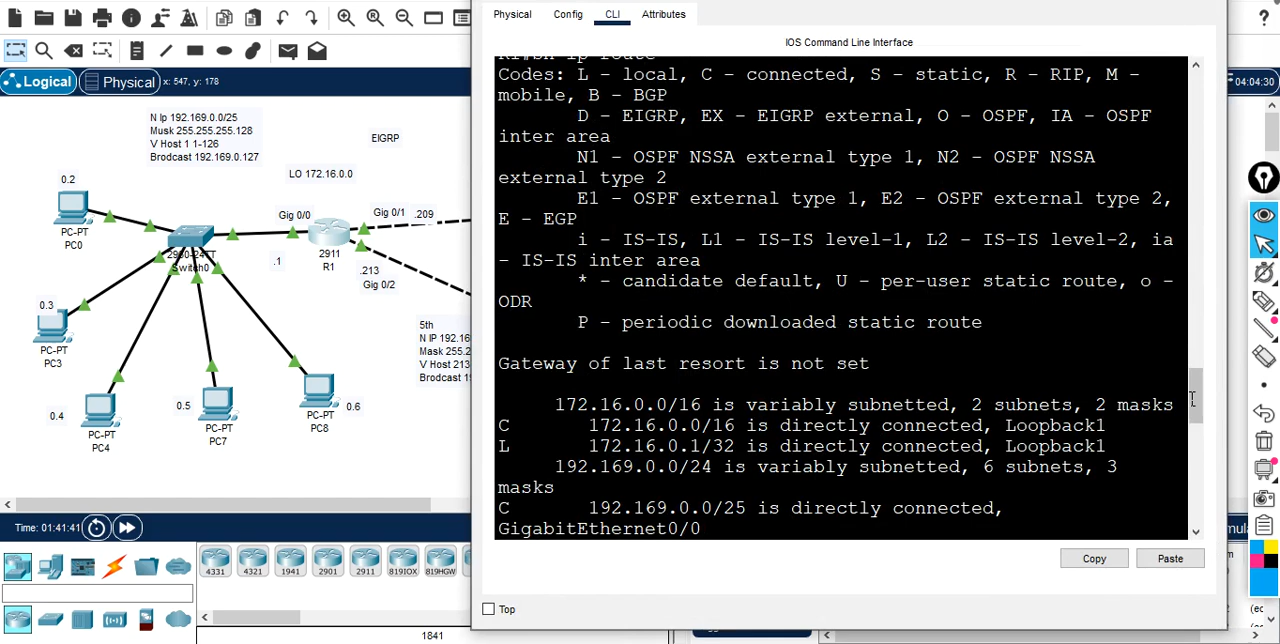 Physical
Config
CLI
Attributes
IOS Command Line Interface
Codes: L - local, C - connected, S - static, R - RIP, M -
mobile, B - BGP
D - EIGRP, EX - EIGRP external, O - OSPF, IA - OSPF
inter area
N1 - OSPF NSSA external type 1, N2 - OSPF NSSA
external type 2
E1 - OSPF external type 1, E2 - OSPF external type 2,
E - EGP
i - IS-IS, L1 - IS-IS level-1, L2 - IS-IS level-2, ia
- IS-IS inter area
* - candidate default, U - per-user static route, o -
ODR
P - periodic downloaded static route
Gateway of last resort is not set
172.16.0.0/16 is variably subnetted, 2 subnets, 2 masks
C 172.16.0.0/16 is directly connected, Loopback1
L 172.16.0.1/32 is directly connected, Loopback1
192.169.0.0/24 is variably subnetted, 6 subnets, 3
masks
C 192.169.0.0/25 is directly connected,
GigabitEthernet0/0
Copy
Paste
Top
Logical
Physical
x: 547, y: 178
04:04:30
N Ip 192.169.0.0/25
Musk 255.255.255.128
V Host 1 1-126
Brodcast 192.169.0.127
EIGRP
LO 172.16.0.0
0.2
PC-PT
PC0
Gig 0/0
Gig 0/1
.209
.1
2911
R1
.213
Gig 0/2
Switch0
0.3
PC-PT
PC3
0.4
PC-PT
PC4
0.5
PC-PT
PC7
0.6
PC-PT
PC8
5th
N IP 192.16
Mask 255.2
V Host 213
Brodcast 19
Time: 01:41:41
4331
4321
1941
2901
2911
819IOX
819HGW
1841